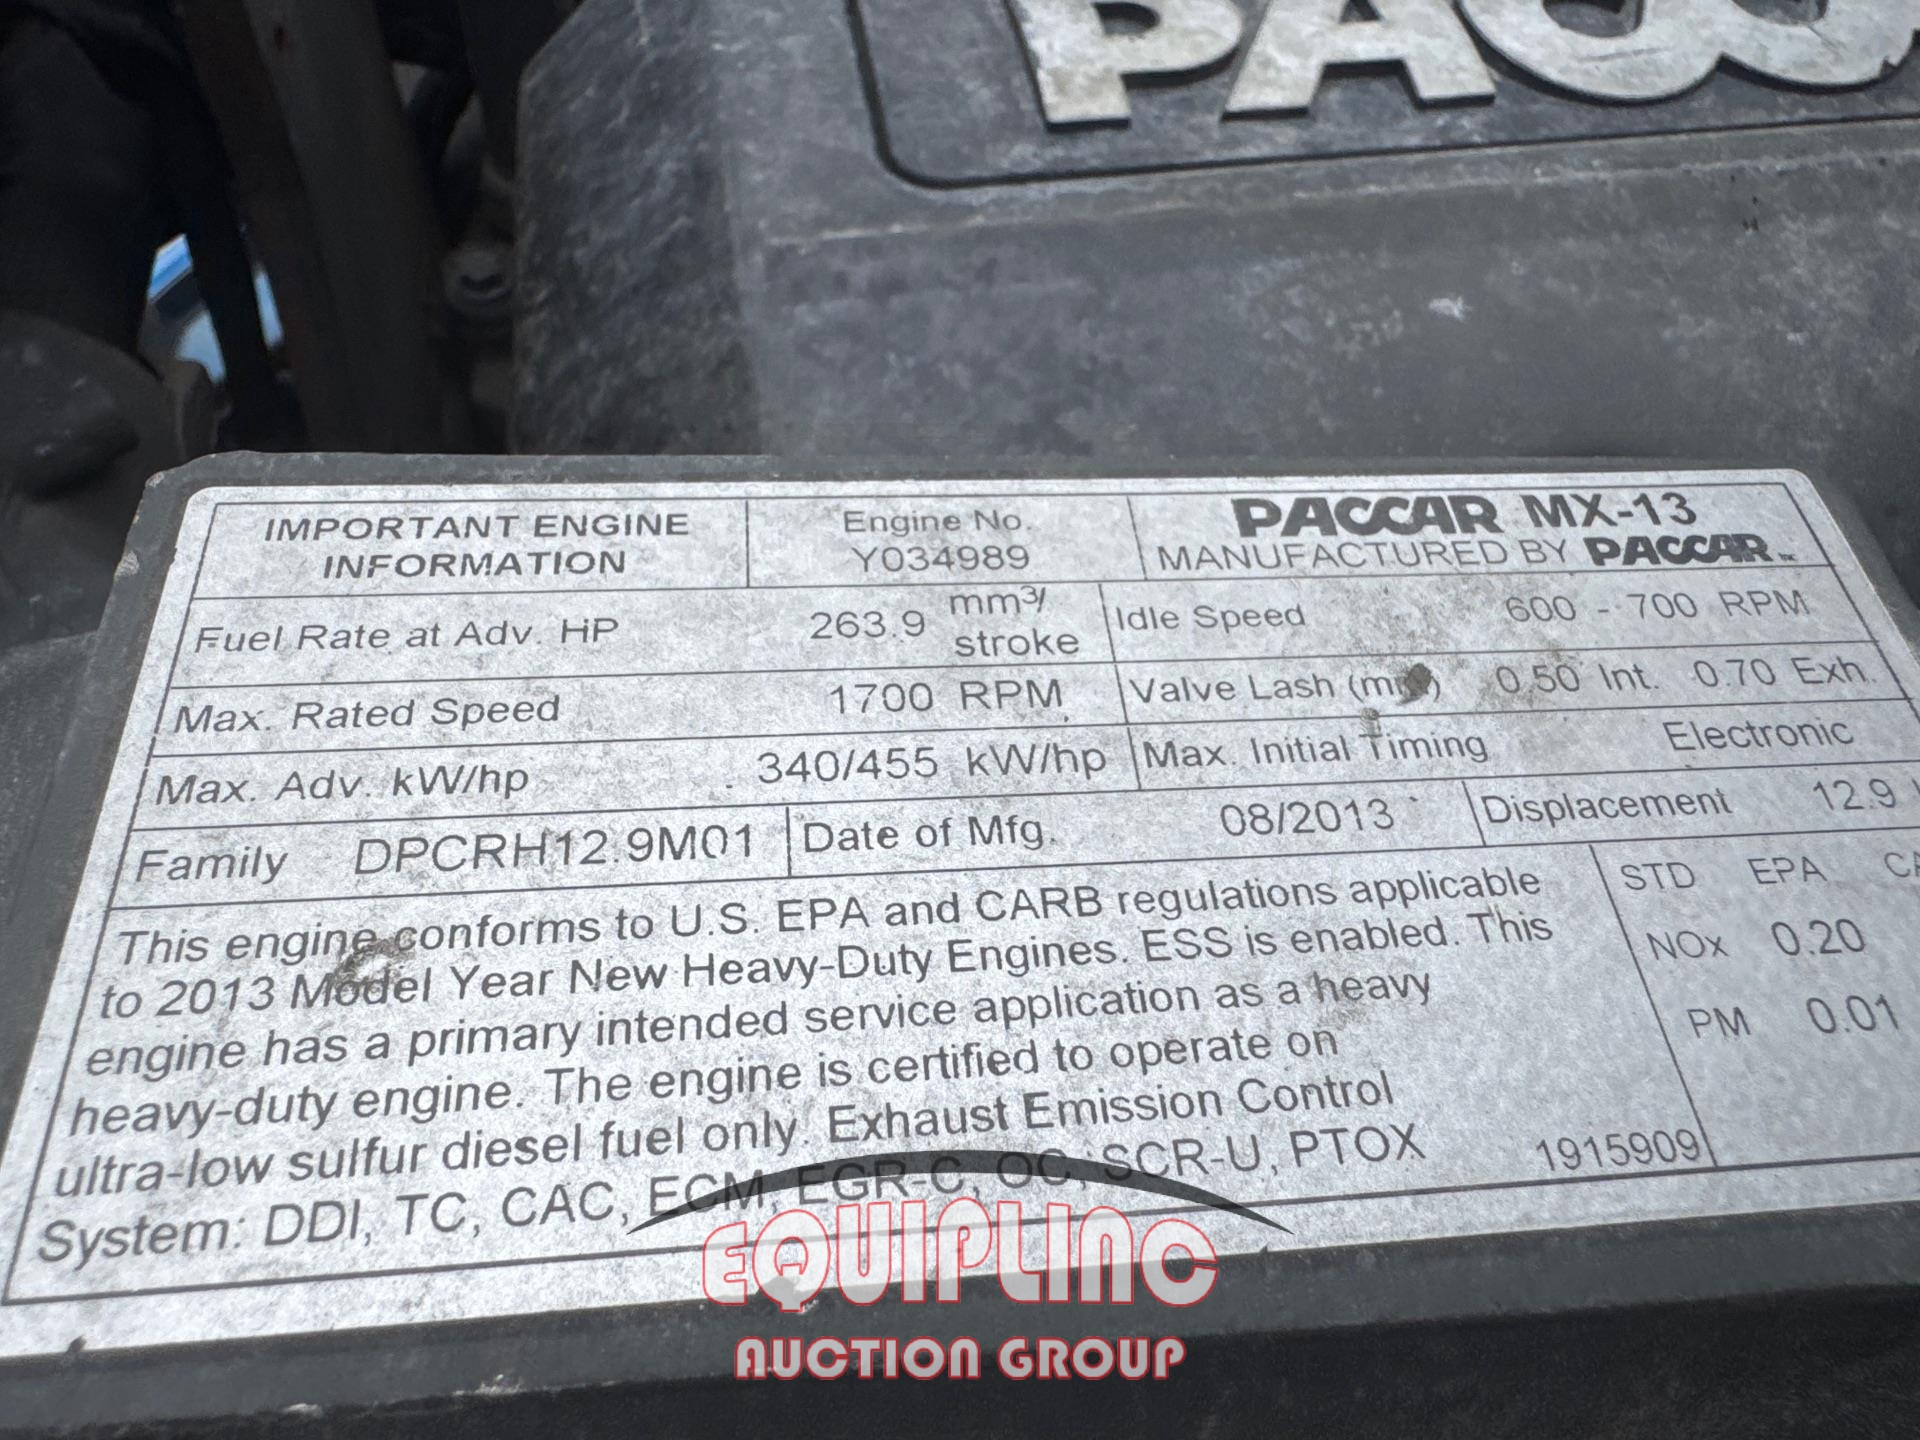 PACCAR
IMPORTANT ENGINE
INFORMATION
Engine No.
Y034989
PACCAR MX-13
MANUFACTURED BY PACCAR
Fuel Rate at Adv. HP 263.9 mm³/
stroke
Idle Speed 600 - 700 RPM
Max. Rated Speed 1700 RPM
Valve Lash (mm) 0.50 Int. 0.70 Exh.
Max. Adv. kW/hp 340/455 kW/hp
Max. Initial Timing Electronic
Family DPCRH12.9M01
Date of Mfg. 08/2013
Displacement 12.9
This engine conforms to U.S. EPA and CARB regulations applicable
to 2013 Model Year New Heavy-Duty Engines. ESS is enabled. This
engine has a primary intended service application as a heavy
heavy-duty engine. The engine is certified to operate on
ultra-low sulfur diesel fuel only. Exhaust Emission Control
System: DDI, TC, CAC, ECM, EGR-C, OC, SCR-U, PTOX
1915909
STD EPA CA
NOx 0.20
PM 0.01
EQUIPLINC
AUCTION GROUP